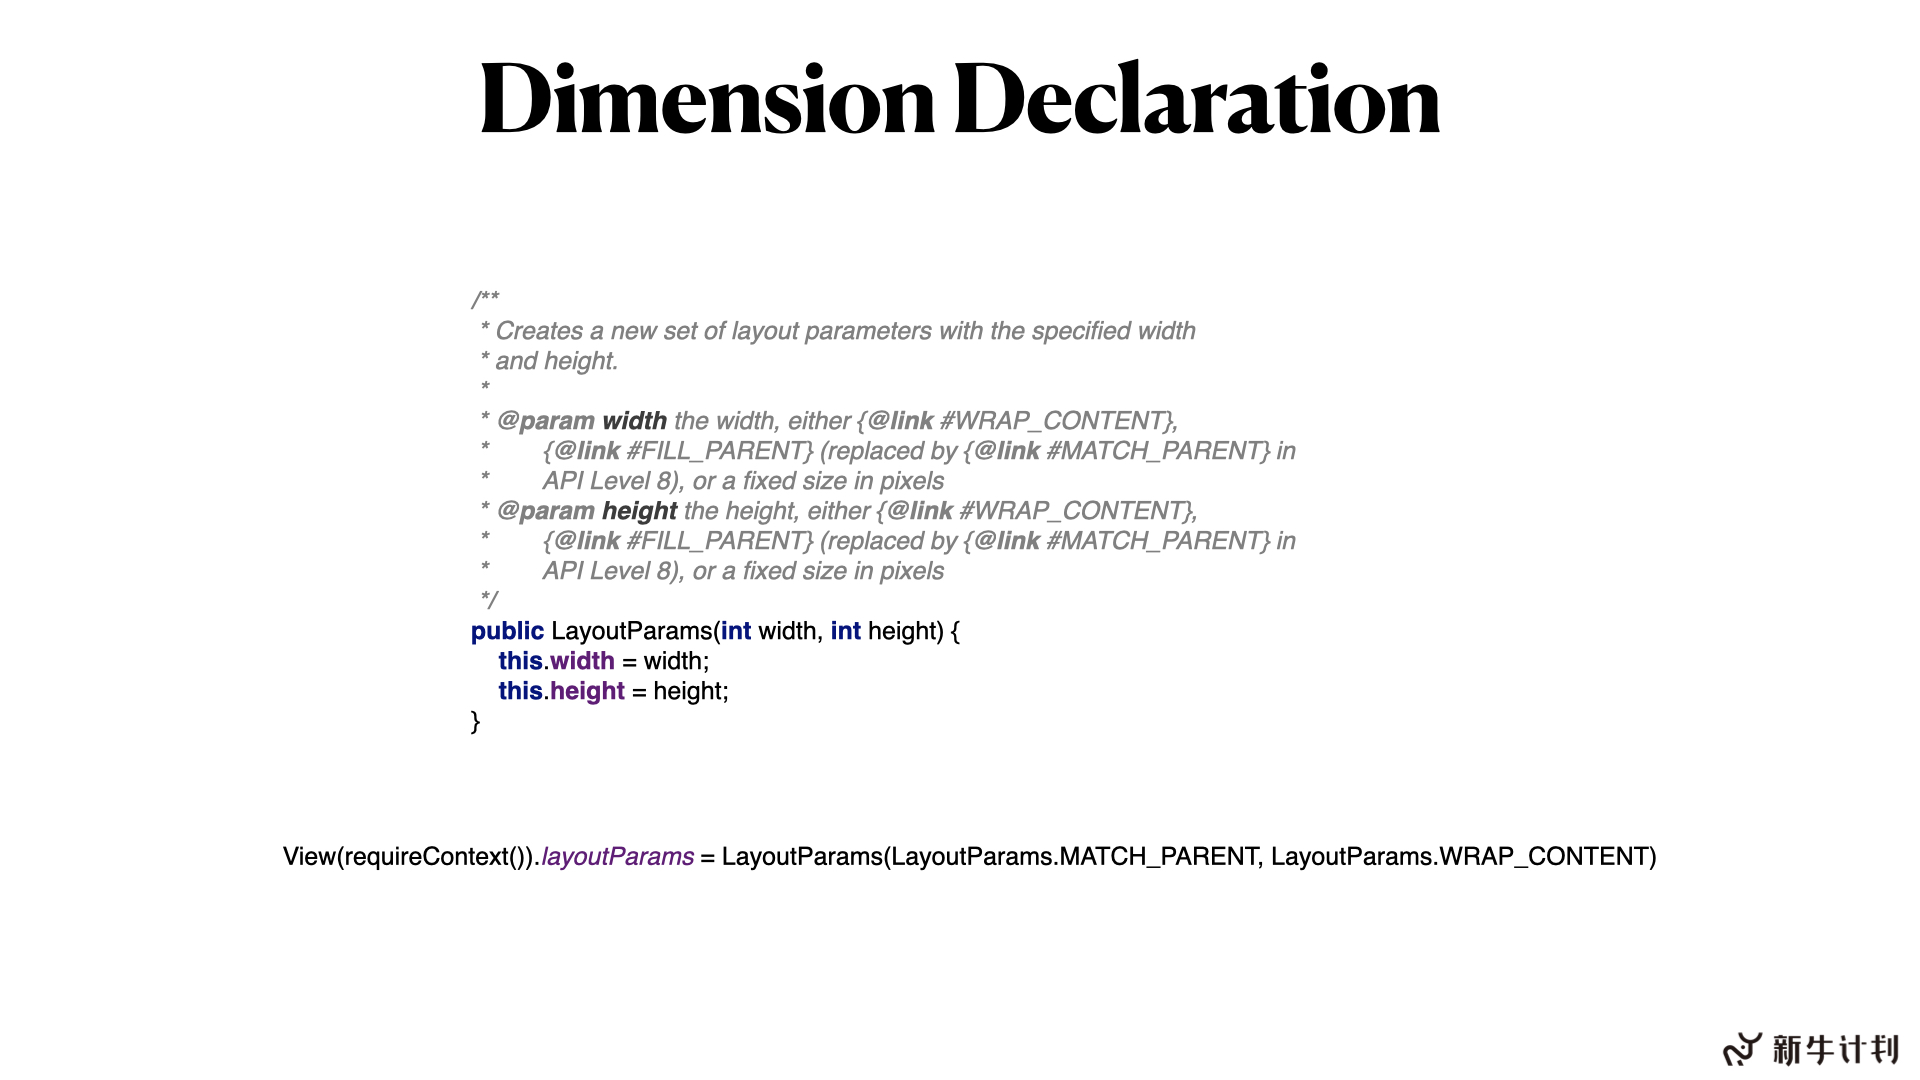 Dimension Declaration
/**
* Creates a new set of layout parameters with the specified width
* and height.
*
* @param width the width, either {@link #WRAP_CONTENT},
* {@link #FILL_PARENT} (replaced by {@link #MATCH_PARENT} in
* API Level 8), or a fixed size in pixels
* @param height the height, either {@link #WRAP_CONTENT},
* {@link #FILL_PARENT} (replaced by {@link #MATCH_PARENT} in
* API Level 8), or a fixed size in pixels
*/
public LayoutParams(int width, int height) {
this.width = width;
this.height = height;
}
View(requireContext()).layoutParams = LayoutParams(LayoutParams.MATCH_PARENT, LayoutParams.WRAP_CONTENT)
新牛计划